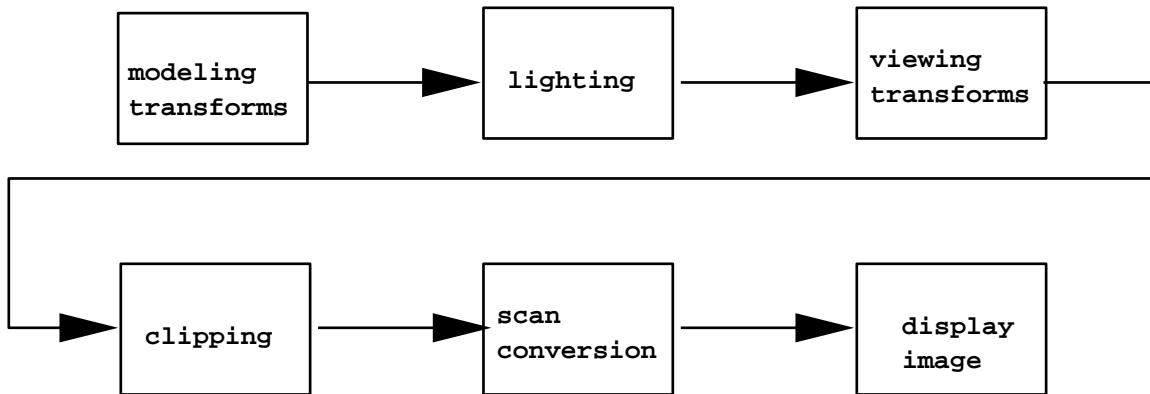 modeling
transforms
lighting
viewing
transforms
clipping
scan
conversion
display
image